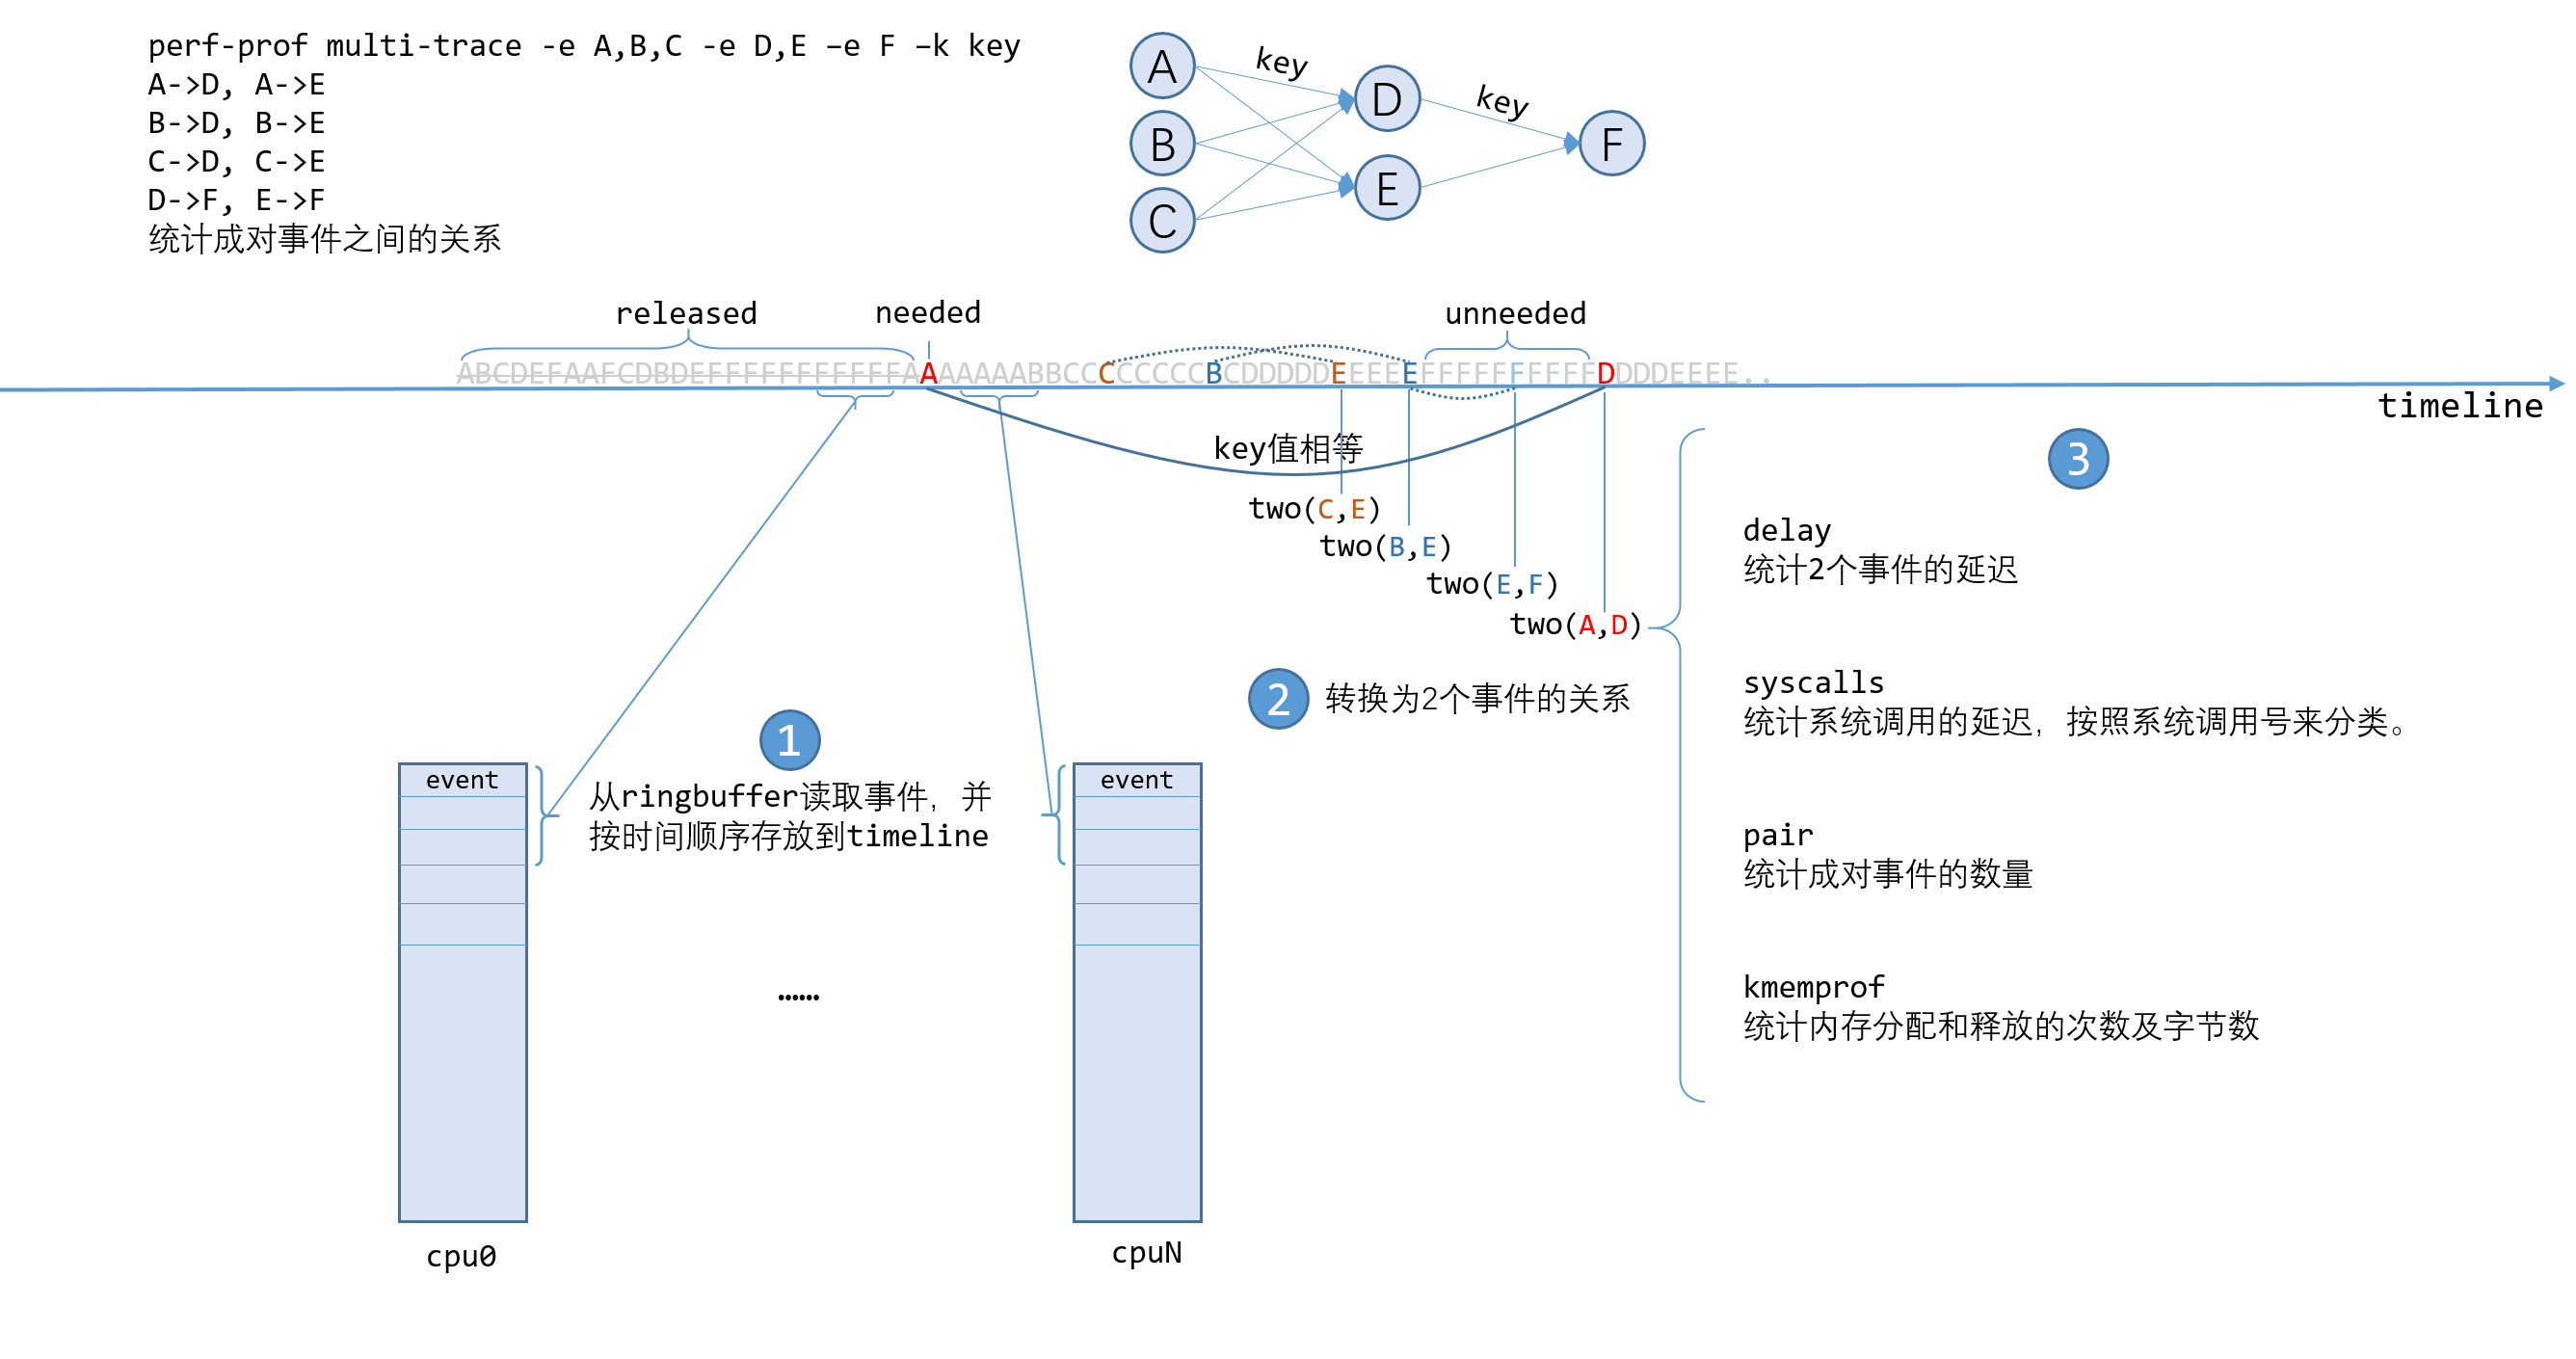 perf-prof multi-trace -e A,B,C -e D,E –e F –k key
A->D, A->E
B->D, B->E
C->D, C->E
D->F, E->F
统计成对事件之间的关系
A
B
C
key
D
E
key
F
released
needed
unneeded
ABCDEFAAFCDBDEFFFFFFFFFFFAAAAAAABBCCCCCCCCBCDDDDDEEEEEFFFFFFFFFFDDDDEEEE..
timeline
key值相等
two(C,E)
two(B,E)
two(E,F)
two(A,D)
3
delay
统计2个事件的延迟
syscalls
统计系统调用的延迟，按照系统调用号来分类。
pair
统计成对事件的数量
kmemprof
统计内存分配和释放的次数及字节数
2 转换为2个事件的关系
1
从ringbuffer读取事件，并
按时间顺序存放到timeline
event
event
……
cpu0
cpuN